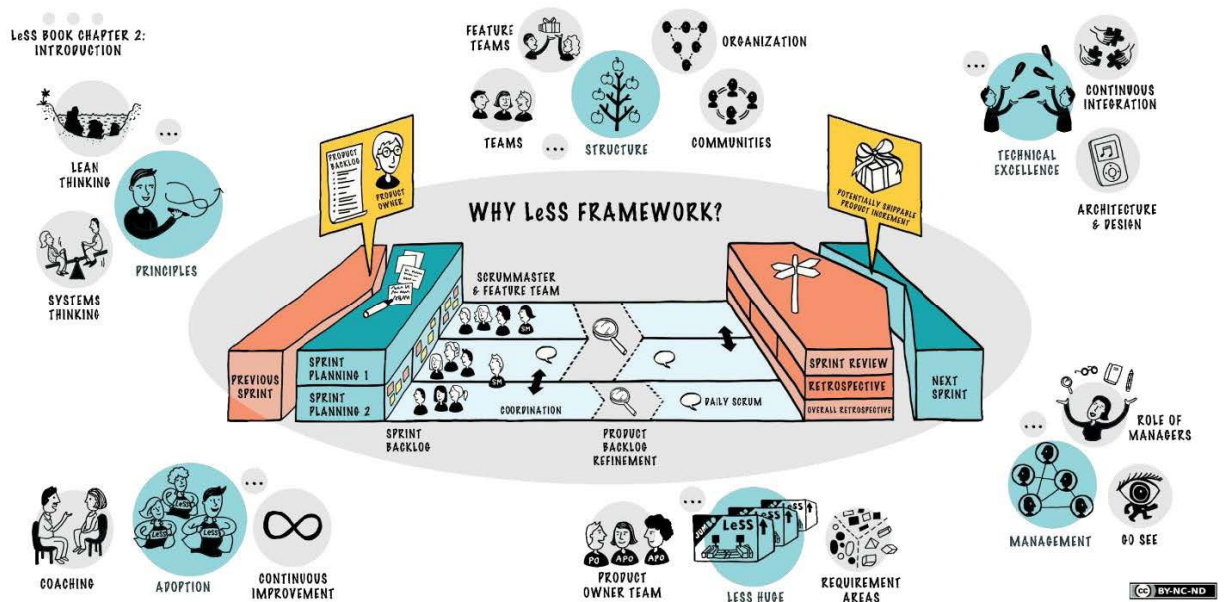 LeSS BOOK CHAPTER 2:
INTRODUCTION
...
LEAN
THINKING
SYSTEMS
THINKING
PRINCIPLES
FEATURE
TEAMS
TEAMS
...
STRUCTURE
ORGANIZATION
COMMUNITIES
...
TECHNICAL
EXCELLENCE
CONTINUOUS
INTEGRATION
ARCHITECTURE
& DESIGN
PRODUCT
BACKLOG
PRODUCT
OWNER
WHY LeSS FRAMEWORK?
POTENTIALLY SHIPPABLE
PRODUCT INCREMENT
SCRUMMASTER
& FEATURE TEAM
SM
PREVIOUS
SPRINT
SPRINT
PLANNING 1
SPRINT
PLANNING 2
SM
COORDINATION
DAILY SCRUM
SPRINT
BACKLOG
PRODUCT
BACKLOG
REFINEMENT
SPRINT REVIEW
RETROSPECTIVE
OVERALL RETROSPECTIVE
NEXT
SPRINT
...
ROLE OF
MANAGERS
MANAGEMENT
GO SEE
COACHING
LeSS
LeSS
LeSS
ADOPTION
...
CONTINUOUS
IMPROVEMENT
PO
APO
APO
PRODUCT
OWNER TEAM
...
JUMBO
LeSS
LESS HUGE
REQUIREMENT
AREAS
CC BY-NC-ND